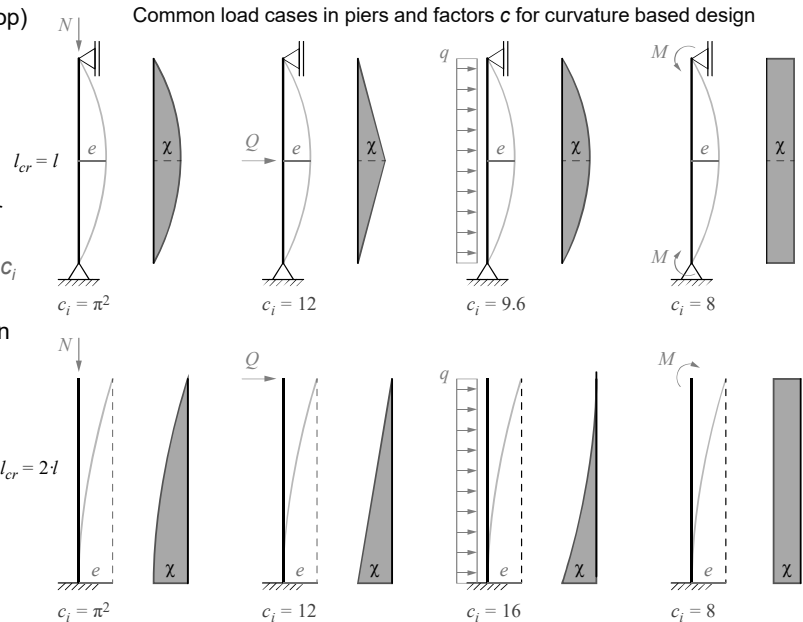 op)
Common load cases in piers and factors c for curvature based design
N
l_cr = l
e
χ
Q
e
χ
q
e
χ
M
M
e
χ
c_i
c_i = π²
c_i = 12
c_i = 9.6
c_i = 8
n
N
l_cr = 2·l
e
χ
Q
e
χ
q
e
χ
M
e
χ
c_i = π²
c_i = 12
c_i = 16
c_i = 8